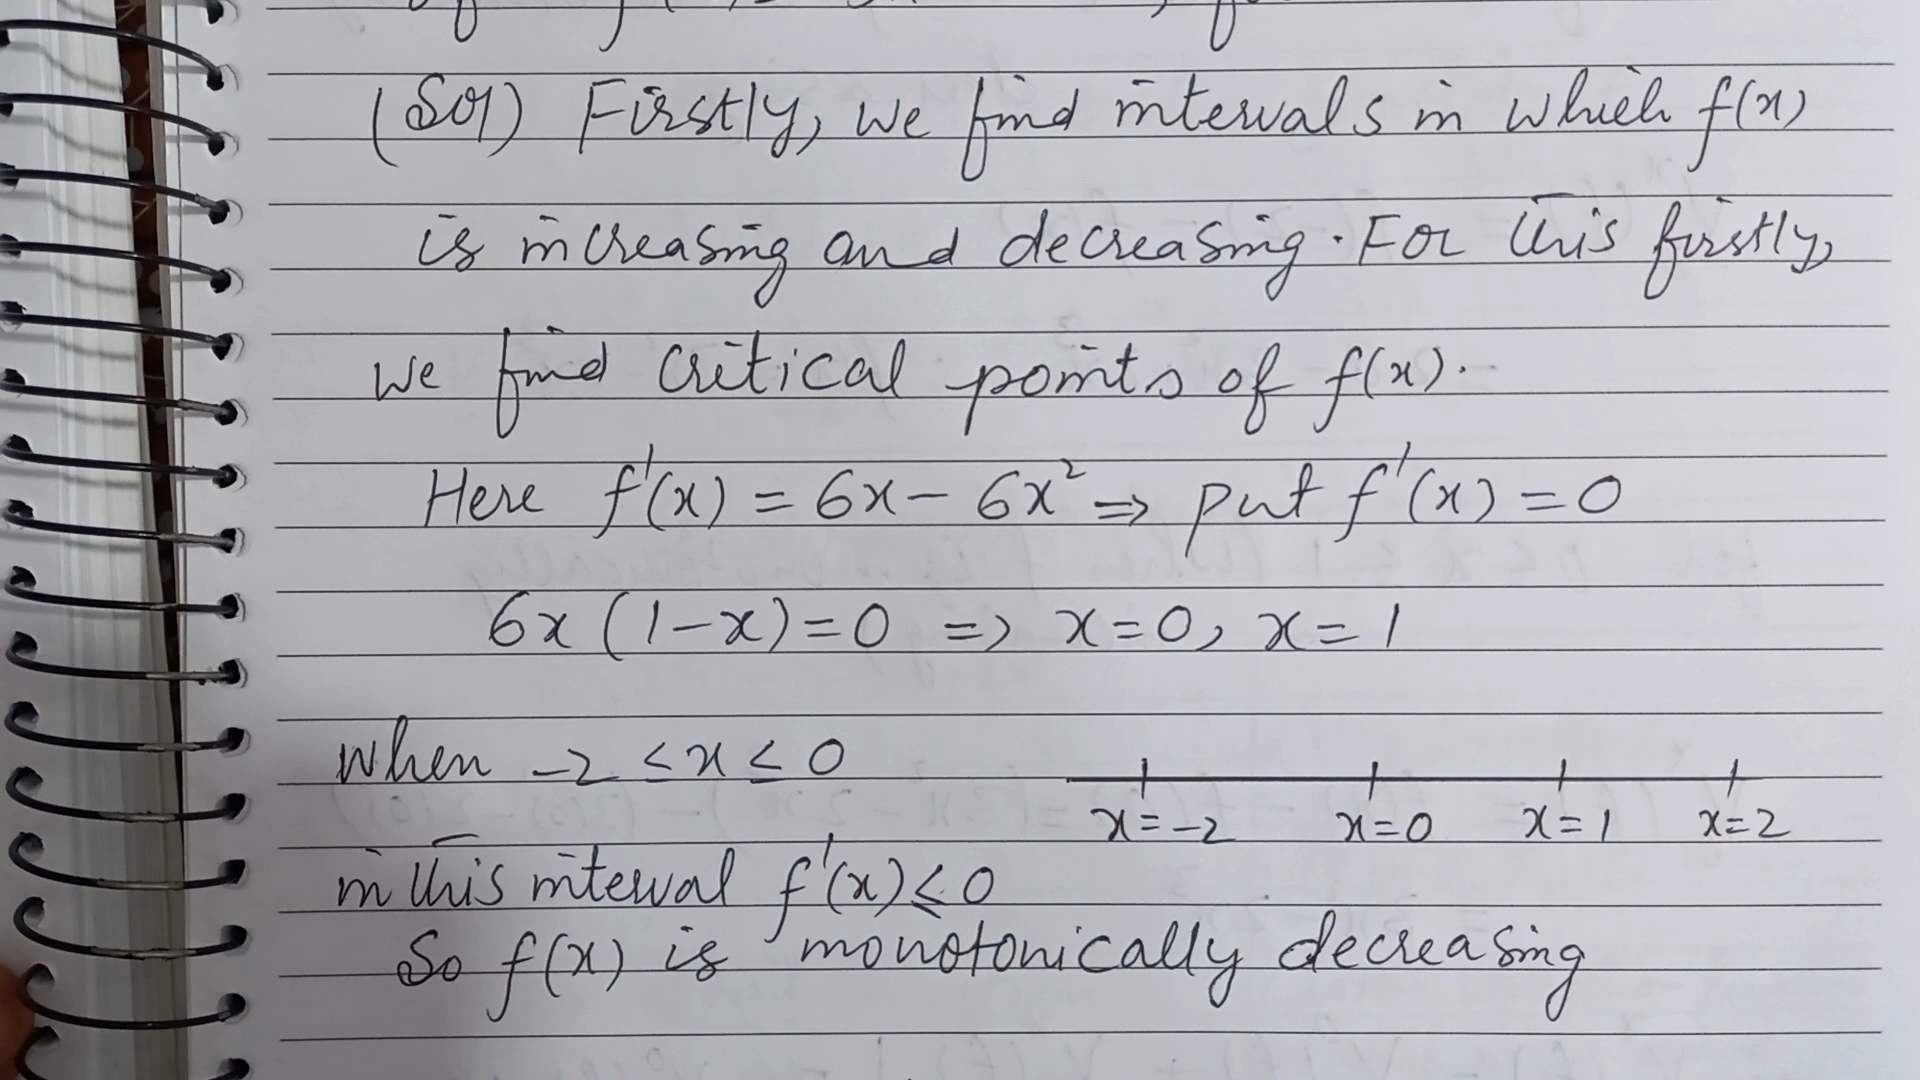 (Sol) Firstly, we find intervals in which f(x)
is increasing and decreasing. For this firstly,
we find critical points of f(x).
Here f'(x) = 6x - 6x² => put f'(x) = 0
6x (1-x) = 0 => x=0, x=1
When -2 ≤ x ≤ 0
x=-2 x=0 x=1 x=2
in this interval f'(x) ≤ 0
So f(x) is monotonically decreasing